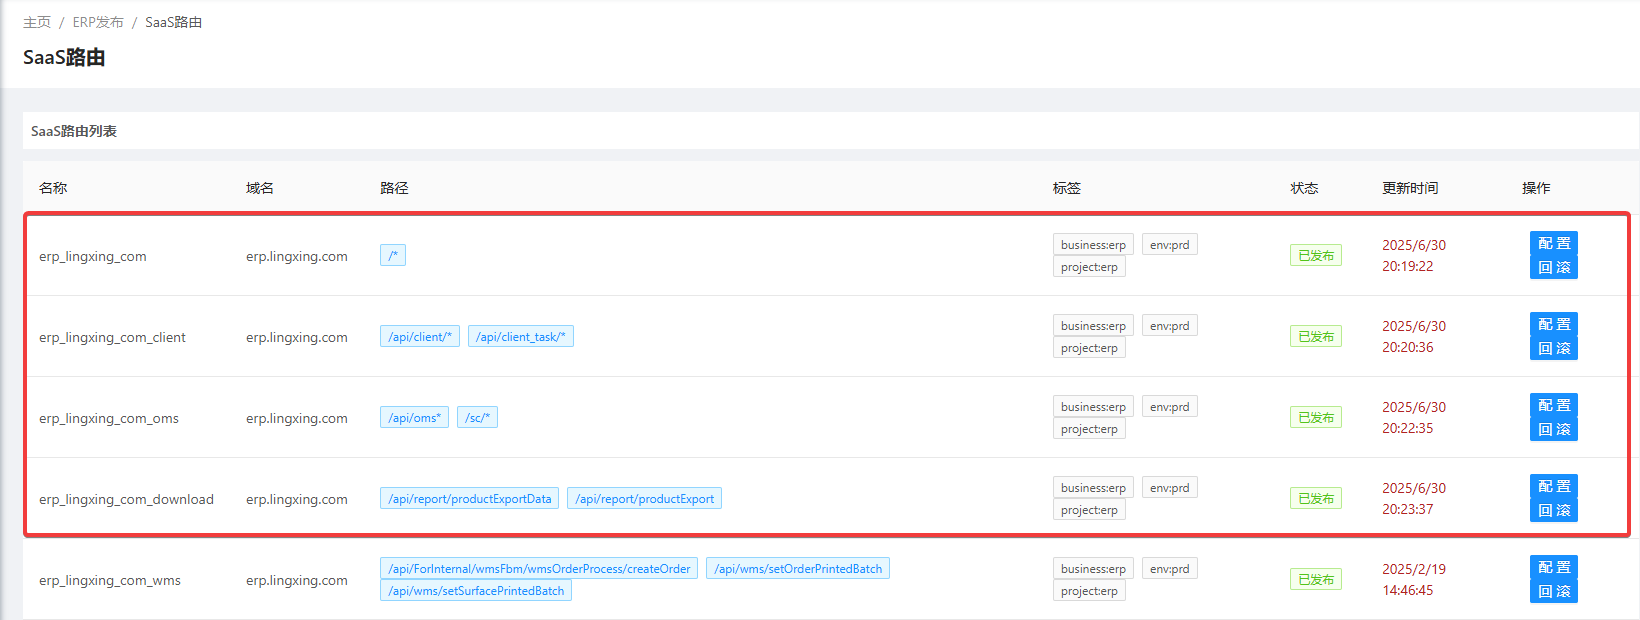 主页 / ERP发布 / SaaS路由
SaaS路由
SaaS路由列表
名称 域名 路径 标签 状态 更新时间 操作
erp_lingxing_com erp.lingxing.com /* business:erp env:prd project:erp 已发布 2025/6/30 20:19:22 配 置 回 滚
erp_lingxing_com_client erp.lingxing.com /api/client/* /api/client_task/* business:erp env:prd project:erp 已发布 2025/6/30 20:20:36 配 置 回 滚
erp_lingxing_com_oms erp.lingxing.com /api/oms* /sc/* business:erp env:prd project:erp 已发布 2025/6/30 20:22:35 配 置 回 滚
erp_lingxing_com_download erp.lingxing.com /api/report/productExportData /api/report/productExport business:erp env:prd project:erp 已发布 2025/6/30 20:23:37 配 置 回 滚
erp_lingxing_com_wms erp.lingxing.com /api/ForInternal/wmsFbm/wmsOrderProcess/createOrder /api/wms/setOrderPrintedBatch /api/wms/setSurfacePrintedBatch business:erp env:prd project:erp 已发布 2025/2/19 14:46:45 配 置 回 滚